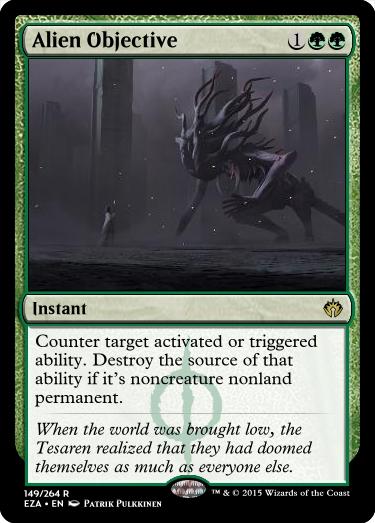 Alien Objective 1
Instant
Counter target activated or triggered
ability. Destroy the source of that
ability if it's noncreature nonland
permanent.
When the world was brought low, the
Tesaren realized that they had doomed
themselves as much as everyone else.
149/264 R
EZA • EN Patrik Pulkkinen
™ & © 2015 Wizards of the Coast